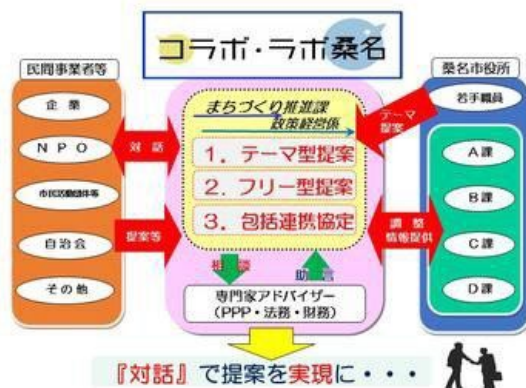 コラボ・ラボ桑名
民間事業者等
企業
NPO
市民活動団体等
自治会
その他
対話
提案等
まちづくり推進課
政策経営係
1. テーマ型提案
2. フリー型提案
3. 包括連携協定
相談
助言
専門家アドバイザー
(PPP・法務・財務)
桑名市役所
若手職員
テーマ
提案
A課
B課
C課
D課
調整
情報提供
『対話』で提案を実現に・・・